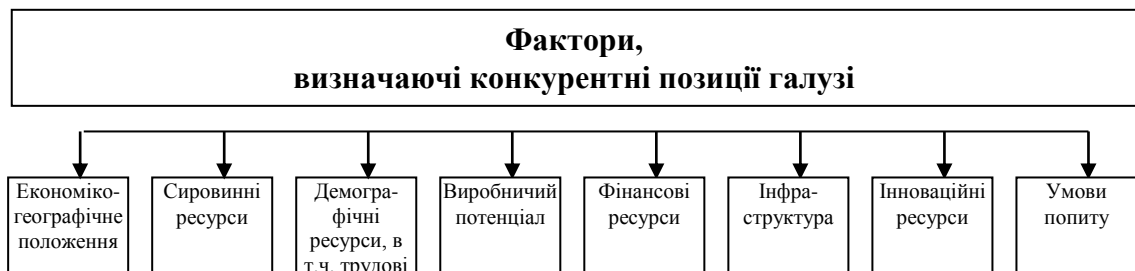 Фактори,
визначаючі конкурентні позиції галузі
Економіко-
географічне
положення
Сировинні
ресурси
Демогра-
фічні
ресурси, в
т.ч. трудові
Виробничий
потенціал
Фінансові
ресурси
Інфра-
структура
Інноваційні
ресурси
Умови
попиту